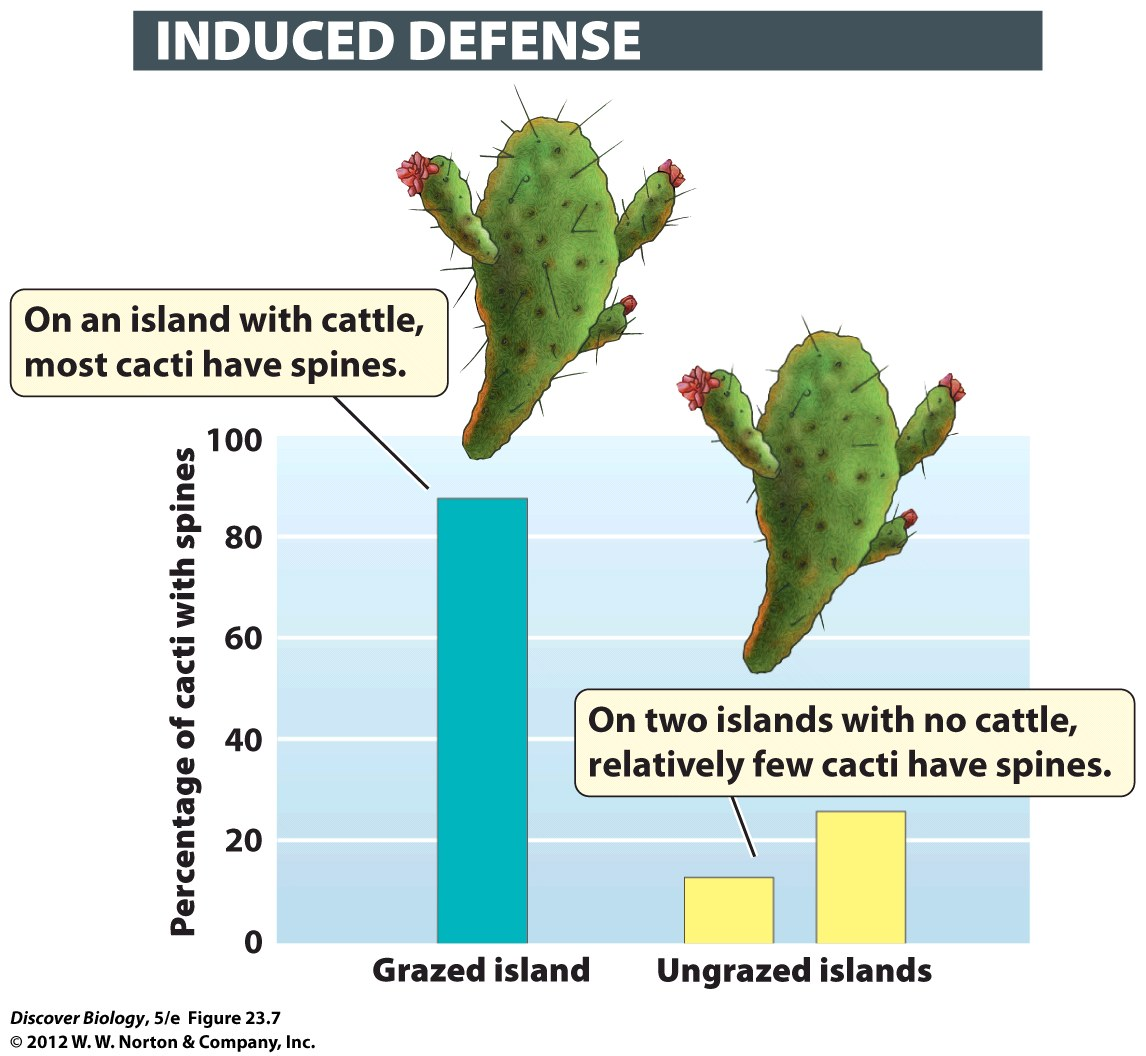 INDUCED DEFENSE
On an island with cattle,
most cacti have spines.
Percentage of cacti with spines
100
80
60
40
20
0
On two islands with no cattle,
relatively few cacti have spines.
Grazed island
Ungrazed islands
Discover Biology, 5/e Figure 23.7
© 2012 W. W. Norton & Company, Inc.